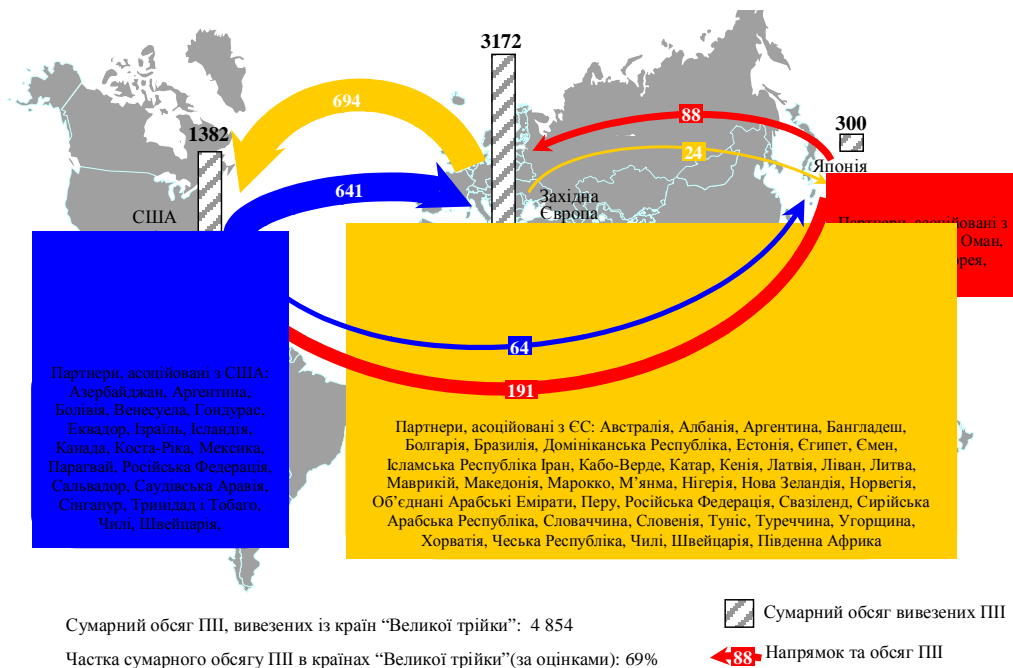 3172
694
1382
88
300
24
Японія
641
Західна
Європа
США
Партнери, асоційовані з
Оман,
64
191
Партнери, асоційовані з США:
Азербайджан, Аргентина,
Болівія, Венесуела, Гондурас,
Еквадор, Ізраїль, Ісландія,
Канада, Коста-Ріка, Мексика,
Парагвай, Російська Федерація,
Сальвадор, Саудівська Аравія,
Сінгапур, Тринідад і Тобаго,
Чилі, Швейцарія,
Партнери, асоційовані з ЄС: Австралія, Албанія, Аргентина, Бангладеш,
Болгарія, Бразилія, Домініканська Республіка, Естонія, Єгипет, Ємен,
Ісламська Республіка Іран, Кабо-Верде, Катар, Кенія, Латвія, Ліван, Литва,
Маврикій, Македонія, Марокко, М’янма, Нігерія, Нова Зеландія, Норвегія,
Об’єднані Арабські Емірати, Перу, Російська Федерація, Свазіленд, Сирійська
Арабська Республіка, Словаччина, Словенія, Туніс, Туреччина, Угорщина,
Хорватія, Чеська Республіка, Чилі, Швейцарія, Південна Африка
Сумарний обсяг ПІІ, вивезених із країн “Великої трійки”: 4 854
Частка сумарного обсягу ПІІ в країнах “Великої трійки”(за оцінками): 69%
Сумарний обсяг вивезених ПІІ
88 Напрямок та обсяг ПІІ